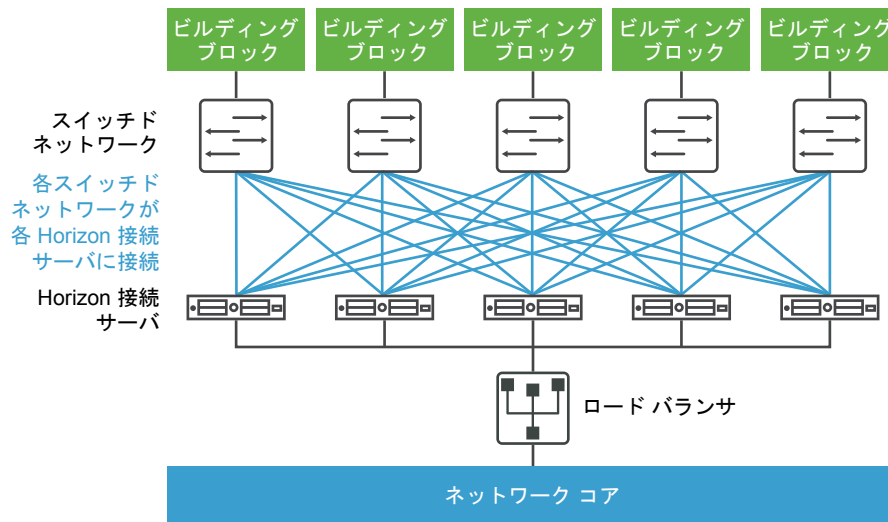 ビルディング
ブロック
ビルディング
ブロック
ビルディング
ブロック
ビルディング
ブロック
ビルディング
ブロック
スイッチド
ネットワーク
各スイッチド
ネットワークが
各 Horizon 接続
サーバに接続
Horizon 接続
サーバ
ロード バランサ
ネットワーク コア